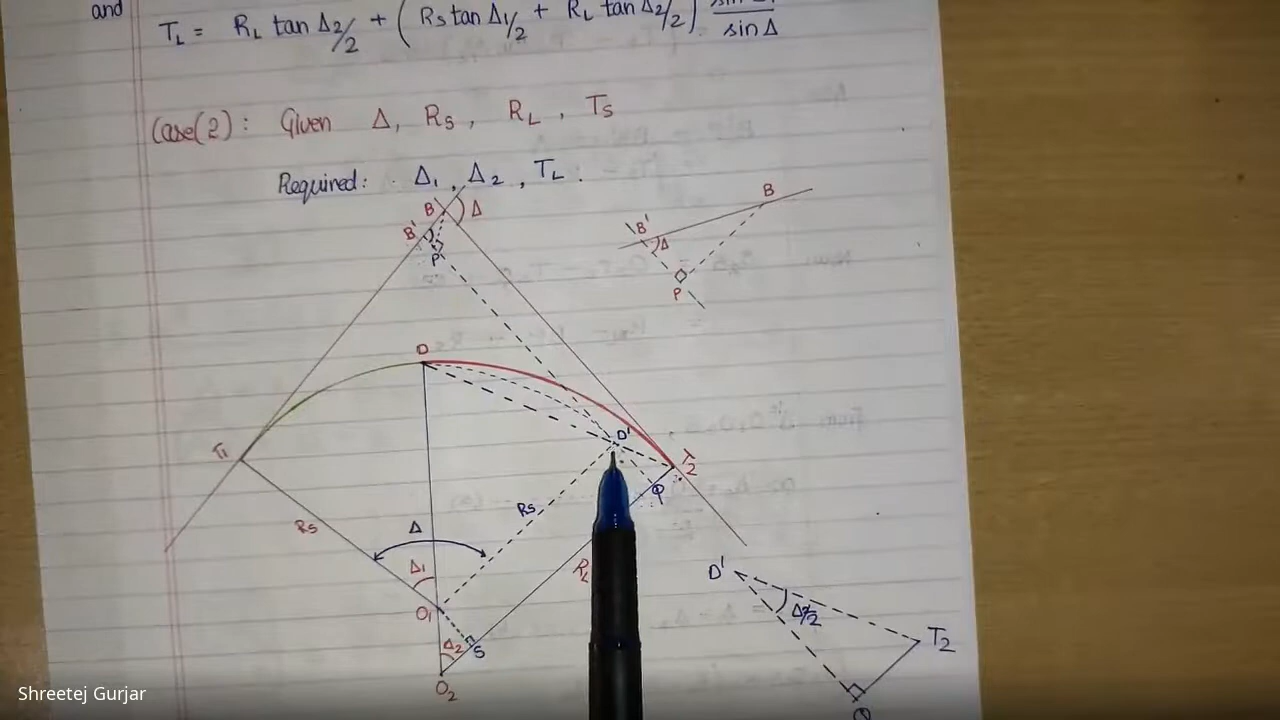 and
T_L = R_L tan Δ2/2 + ( R_S tan Δ1/2 + R_L tan Δ2/2 ) / sin Δ
Case(2): Given Δ, R_S, R_L, T_S
Required: Δ1, Δ2, T_L.
B
Δ
B'
P
B
B'
Δ
P
D
D'
T1
T2
Q
R_S
R_S
Δ
Δ1
R_L
O1
Δ2
S
O2
D'
Δ2/2
T2
Q
Shreetej Gurjar